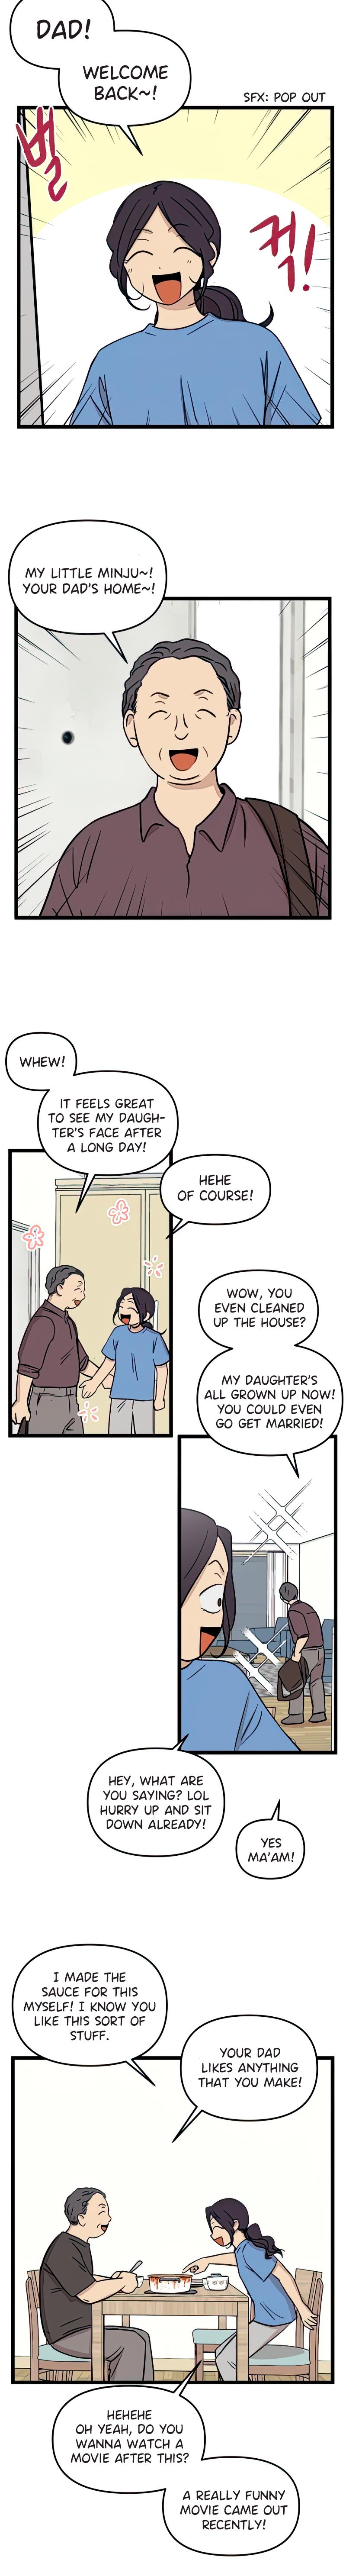 DAD!
WELCOME
BACK~!
SFX: POP OUT
벌
컥!
MY LITTLE MINJU~!
YOUR DAD'S HOME~!
WHEW!
IT FEELS GREAT
TO SEE MY DAUGH-
TER'S FACE AFTER
A LONG DAY!
HEHE
OF COURSE!
WOW, YOU
EVEN CLEANED
UP THE HOUSE?
MY DAUGHTER'S
ALL GROWN UP NOW!
YOU COULD EVEN
GO GET MARRIED!
HEY, WHAT ARE
YOU SAYING? LOL
HURRY UP AND SIT
DOWN ALREADY!
YES
MA'AM!
I MADE THE
SAUCE FOR THIS
MYSELF! I KNOW YOU
LIKE THIS SORT OF
STUFF.
YOUR DAD
LIKES ANYTHING
THAT YOU MAKE!
HEHEHE
OH YEAH, DO YOU
WANNA WATCH A
MOVIE AFTER THIS?
A REALLY FUNNY
MOVIE CAME OUT
RECENTLY!